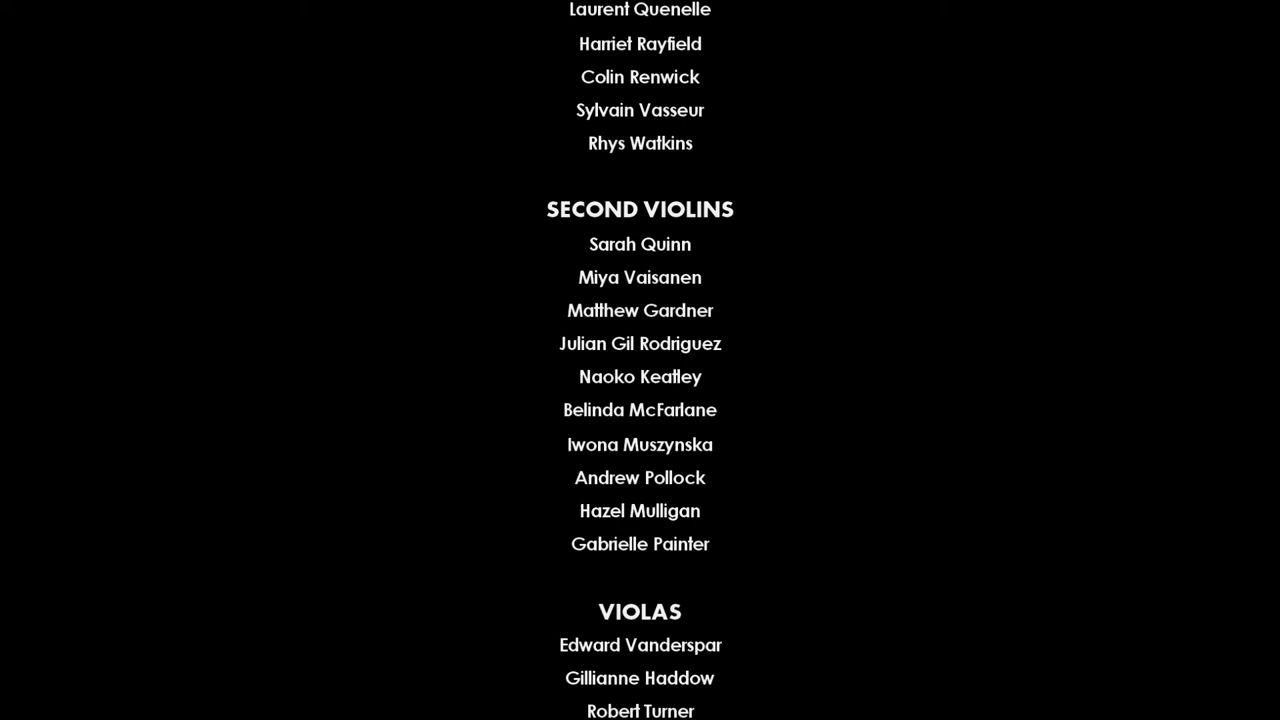 Laurent Quenelle
Harriet Rayfield
Colin Renwick
Sylvain Vasseur
Rhys Watkins
SECOND VIOLINS
Sarah Quinn
Miya Vaisanen
Matthew Gardner
Julian Gil Rodriguez
Naoko Keatley
Belinda McFarlane
Iwona Muszynska
Andrew Pollock
Hazel Mulligan
Gabrielle Painter
VIOLAS
Edward Vanderspar
Gillianne Haddow
Robert Turner